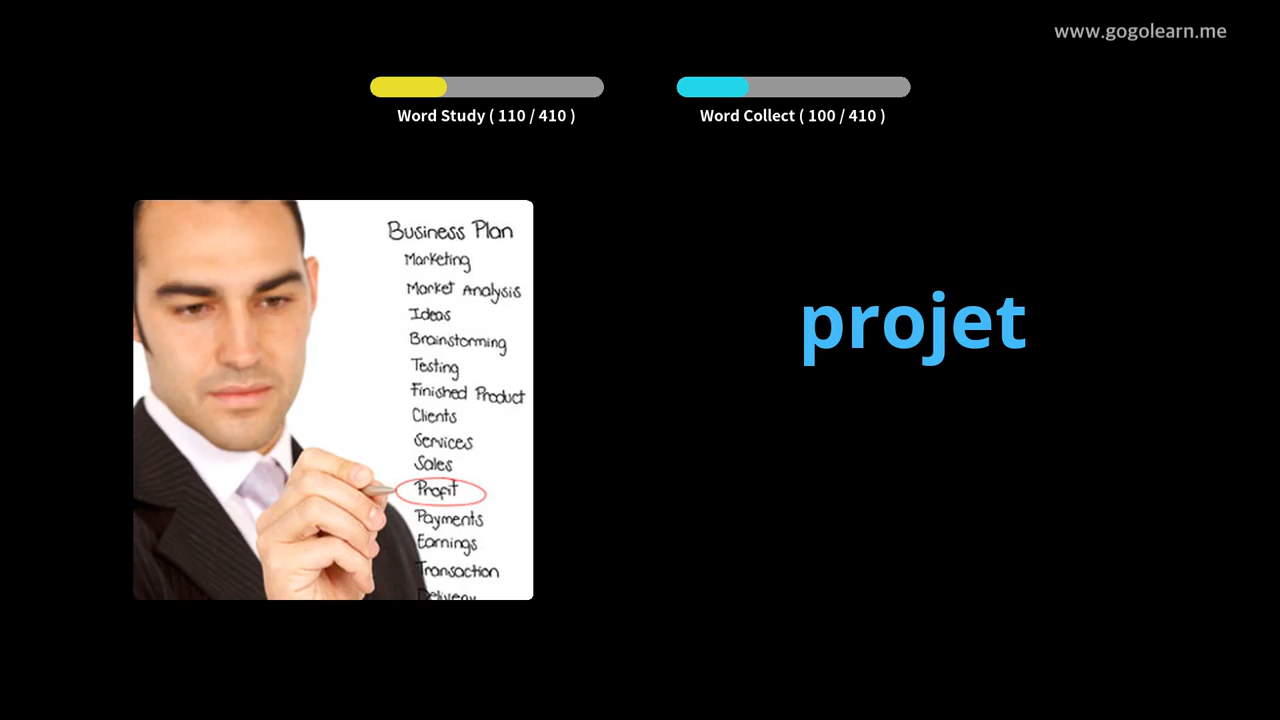 www.gogolearn.me
Word Study ( 110 / 410 )
Word Collect ( 100 / 410 )
Business Plan
Marketing
Market Analysis
Ideas
Brainstorming
Testing
Finished Product
Clients
Services
Sales
Profit
Payments
Earnings
Transaction
Delivery
projet